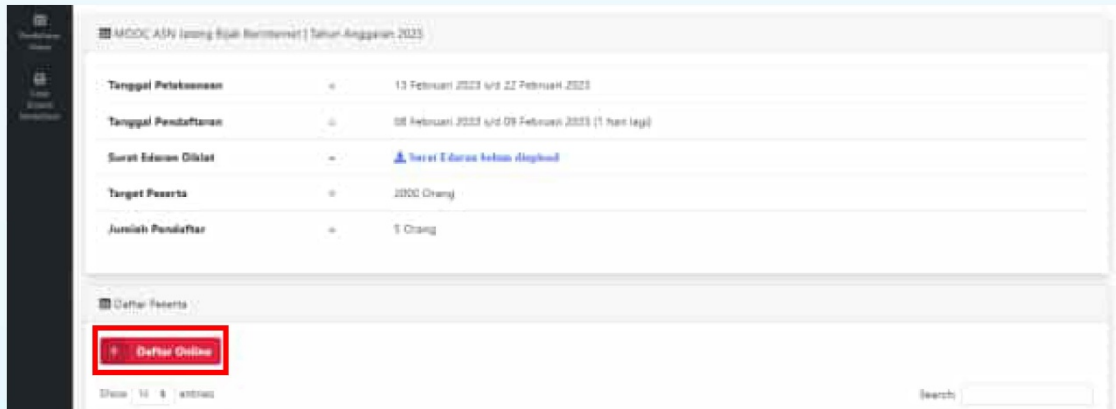 MOOC ASN Jateng Bijak Berinternet | Tahun Anggaran 2023
Tanggal Pelaksanaan : 13 Februari 2023 s/d 22 Februari 2023
Tanggal Pendaftaran : 08 Februari 2023 s/d 09 Februari 2023 (1 hari lagi)
Surat Edaran Diklat : Surat Edaran belum diupload
Target Peserta : 2000 Orang
Jumlah Pendaftar : 5 Orang
Daftar Peserta
+ Daftar Online
Show 10 entries
Search: